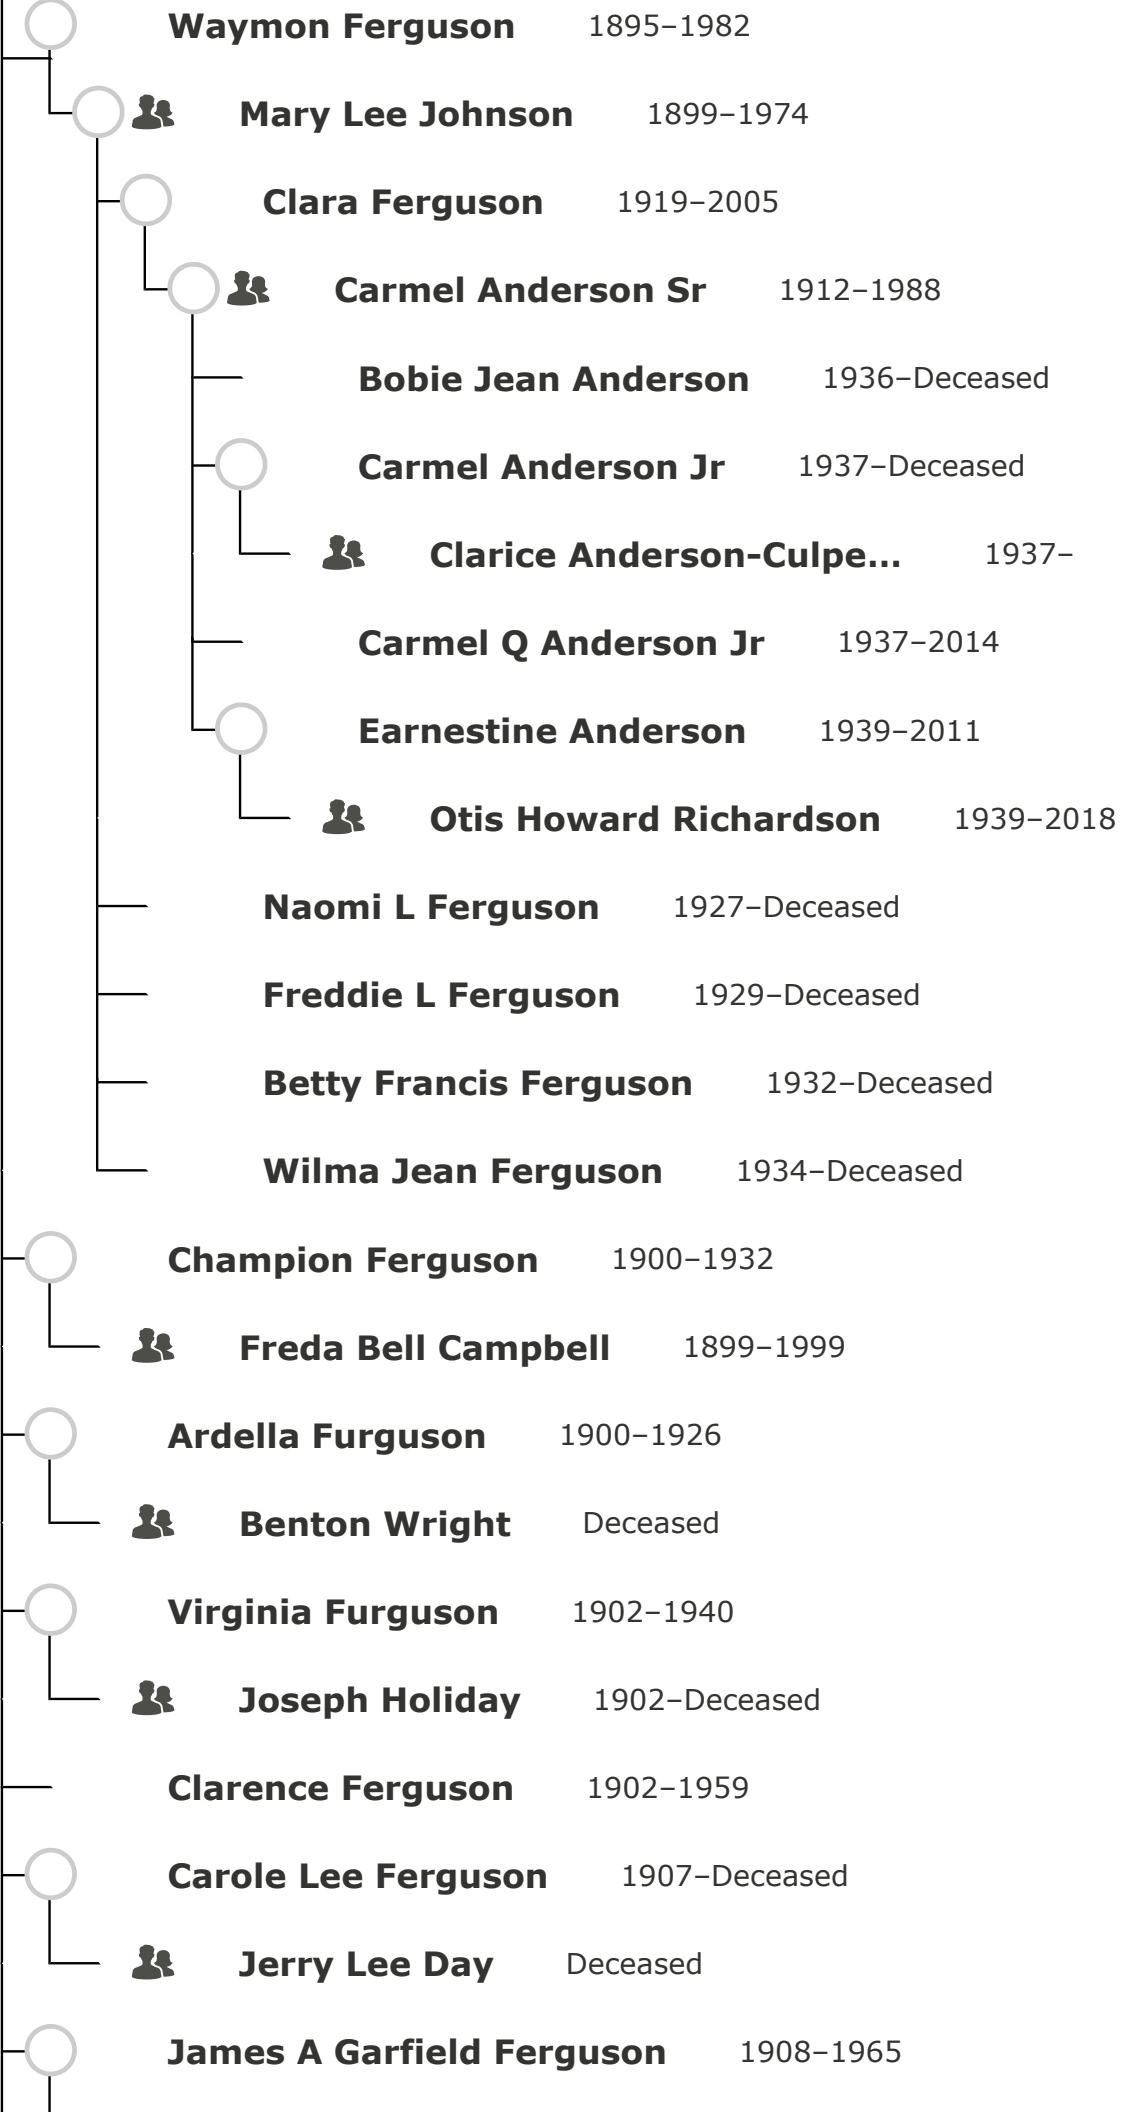 Waymon Ferguson 1895–1982
Mary Lee Johnson 1899–1974
Clara Ferguson 1919–2005
Carmel Anderson Sr 1912–1988
Bobie Jean Anderson 1936–Deceased
Carmel Anderson Jr 1937–Deceased
Clarice Anderson-Culpe... 1937–
Carmel Q Anderson Jr 1937–2014
Earnestine Anderson 1939–2011
Otis Howard Richardson 1939–2018
Naomi L Ferguson 1927–Deceased
Freddie L Ferguson 1929–Deceased
Betty Francis Ferguson 1932–Deceased
Wilma Jean Ferguson 1934–Deceased
Champion Ferguson 1900–1932
Freda Bell Campbell 1899–1999
Ardella Furguson 1900–1926
Benton Wright Deceased
Virginia Furguson 1902–1940
Joseph Holiday 1902–Deceased
Clarence Ferguson 1902–1959
Carole Lee Ferguson 1907–Deceased
Jerry Lee Day Deceased
James A Garfield Ferguson 1908–1965